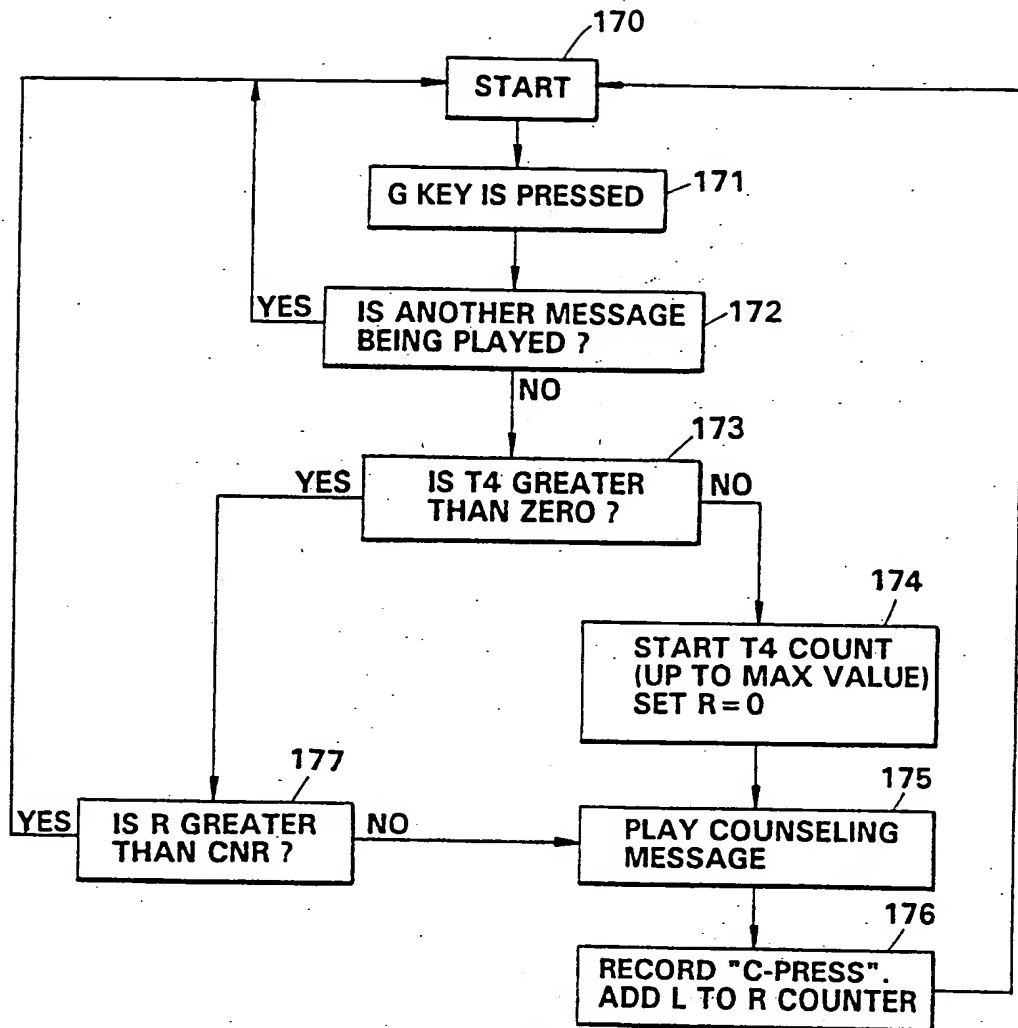 170
START
G KEY IS PRESSED
171
YES
IS ANOTHER MESSAGE
BEING PLAYED ?
172
NO
173
YES
IS T4 GREATER
THAN ZERO ?
NO
174
START T4 COUNT
(UP TO MAX VALUE)
SET R=0
177
YES
IS R GREATER
THAN CNR ?
NO
175
PLAY COUNSELING
MESSAGE
176
RECORD "C-PRESS".
ADD L TO R COUNTER